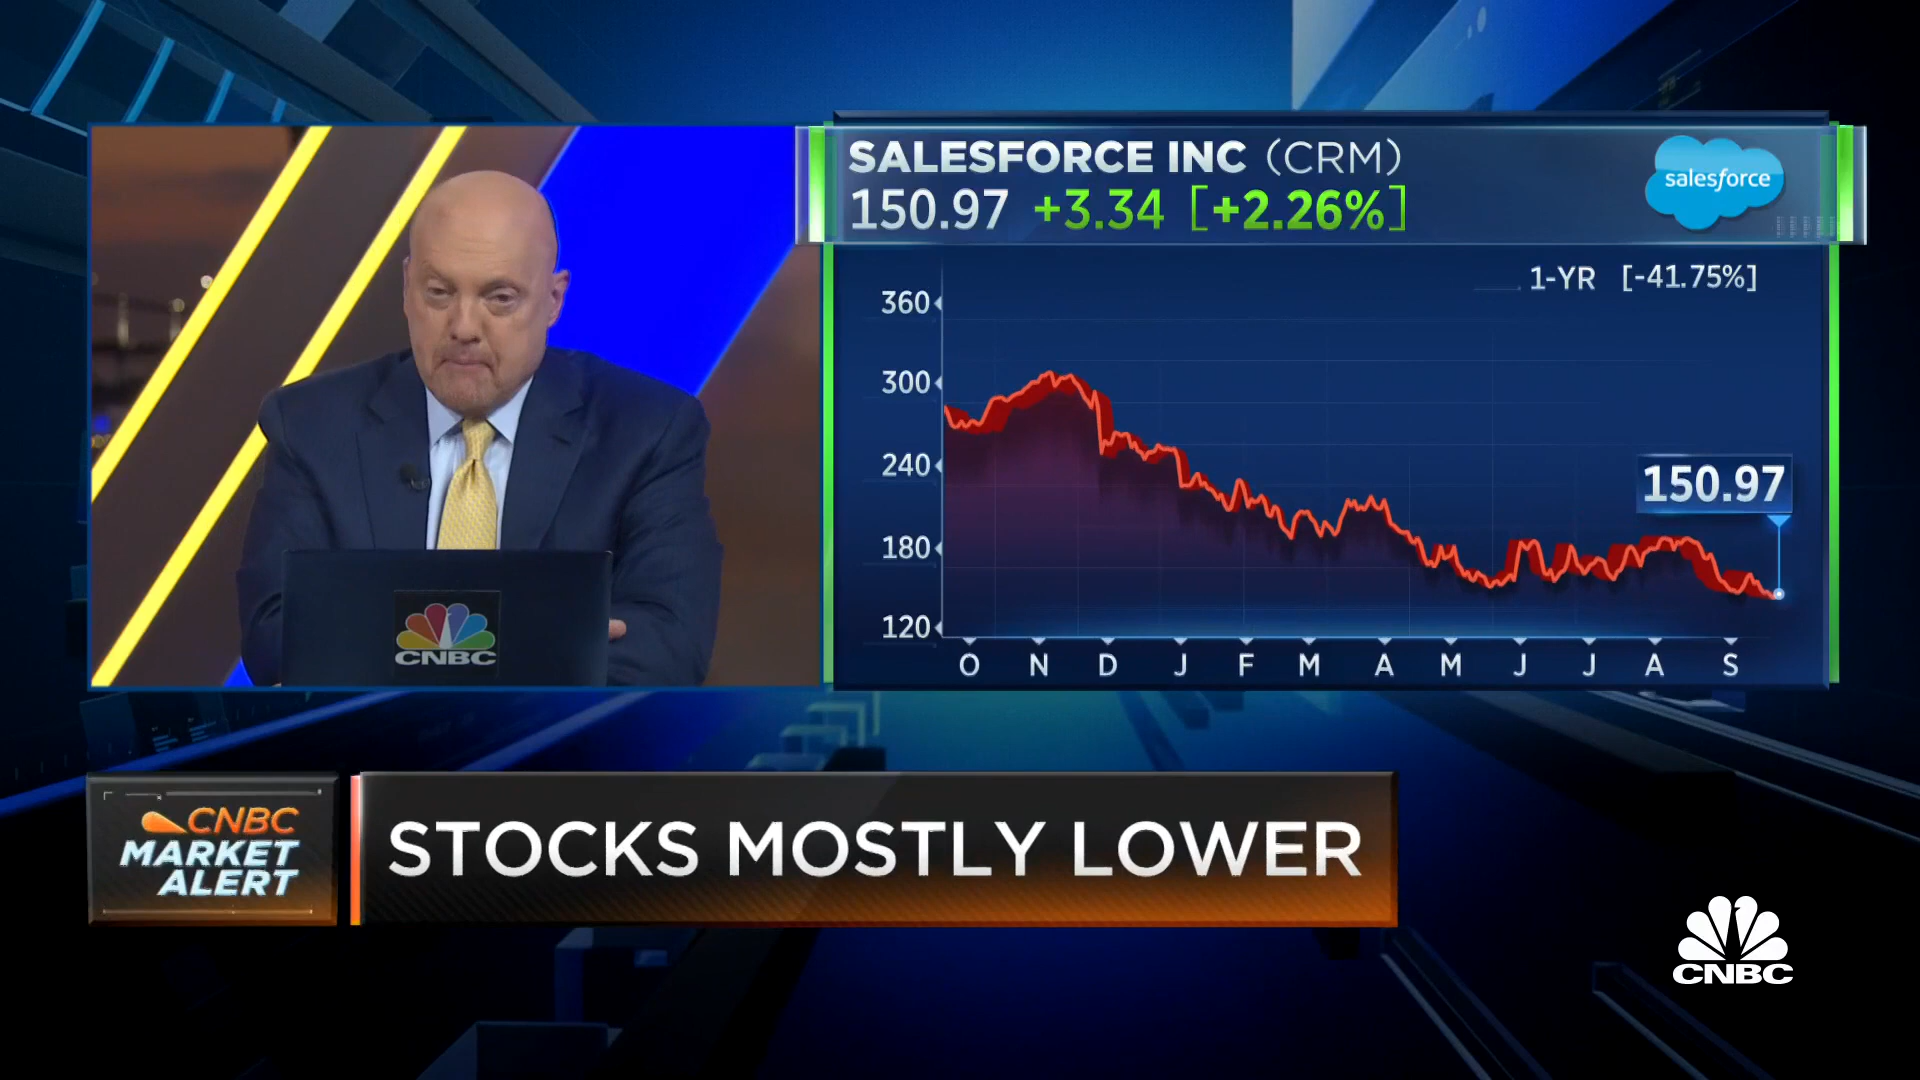 SALESFORCE INC (CRM)
150.97 +3.34 [+2.26%]
salesforce
1-YR [-41.75%]
360
300
240
180
120
150.97
O N D J F M A M J J A S
CNBC
CNBC
MARKET
ALERT
STOCKS MOSTLY LOWER
CNBC